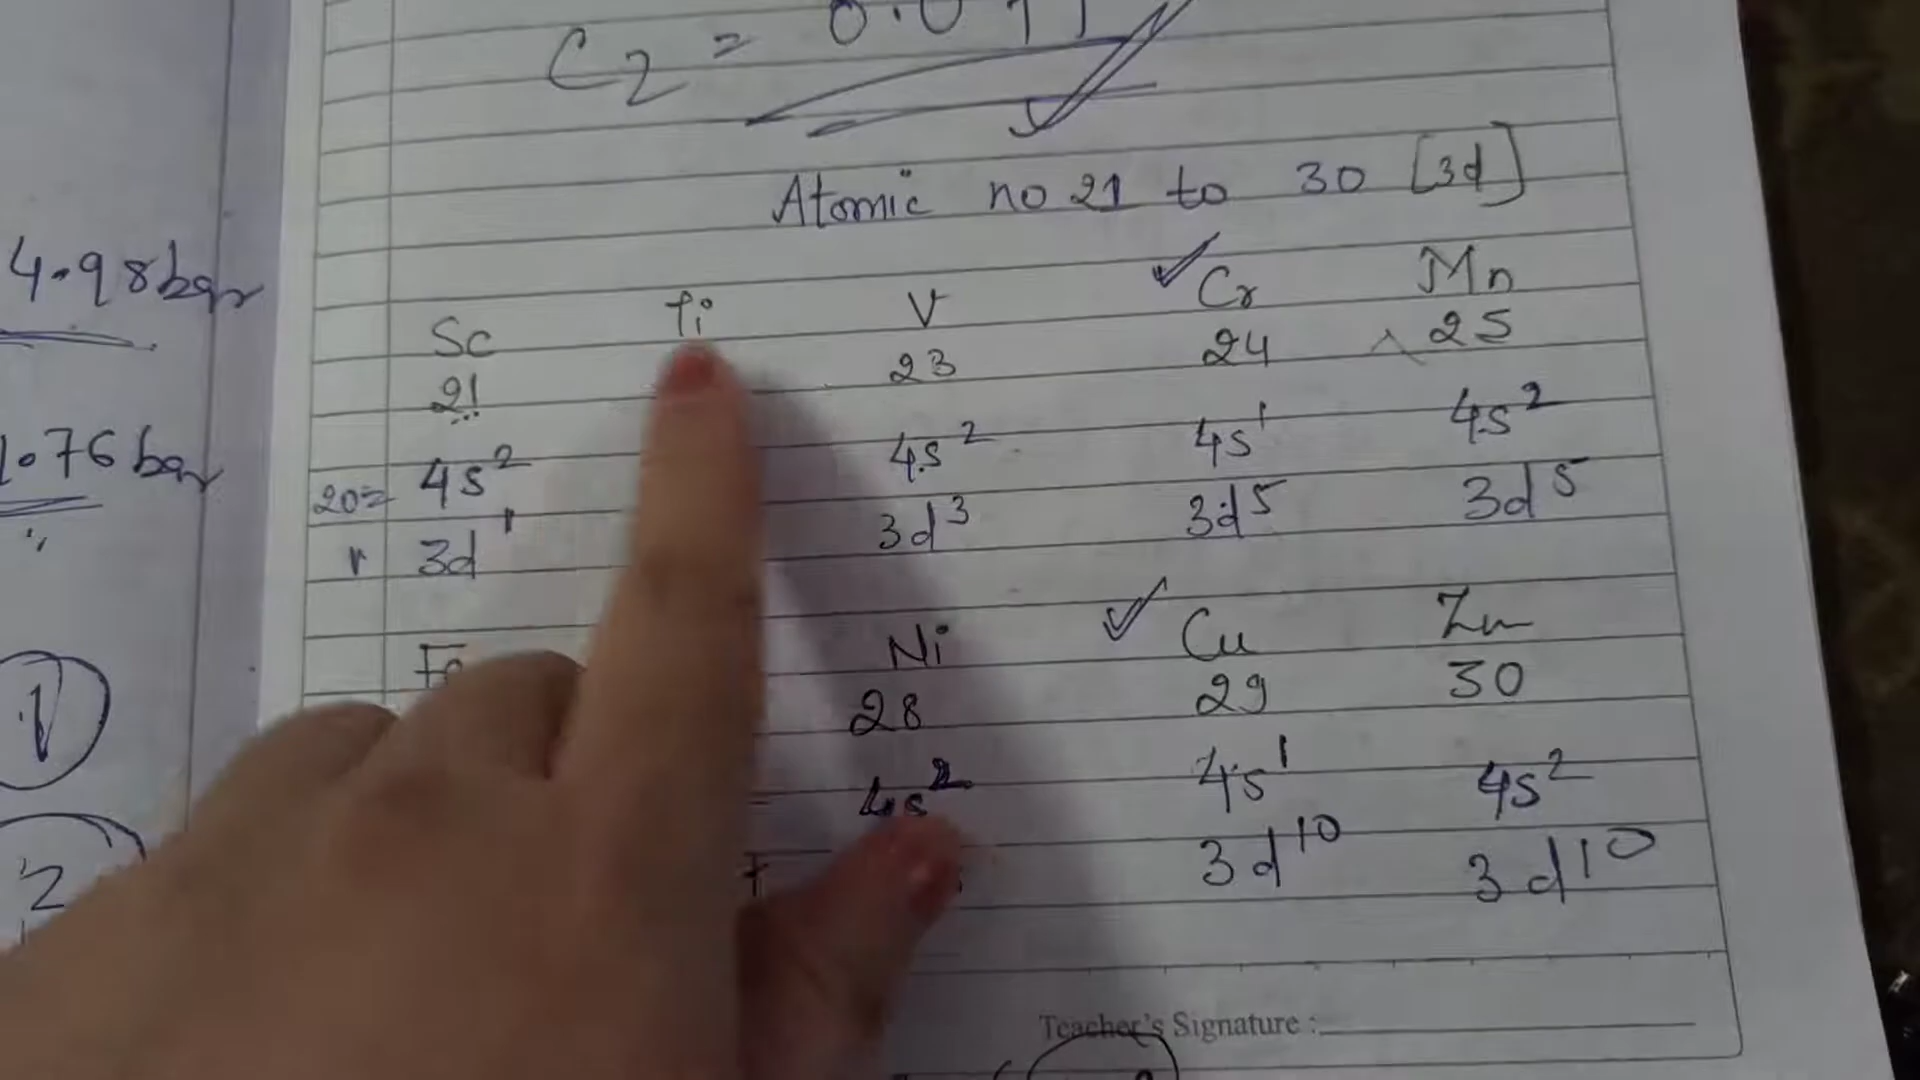 C2 =
4.98bar
.76 bar
1
2
Atomic no 21 to 30 [3d]
Sc Ti V Cr Mn
21 23 24 25
20= 4s² 4s² 4s¹ 4s²
3d¹ 3d³ 3d⁵ 3d⁵
Fe Ni Cu Zn
28 29 30
4s² 4s¹ 4s²
3d¹⁰ 3d¹⁰
Teacher's Signature :